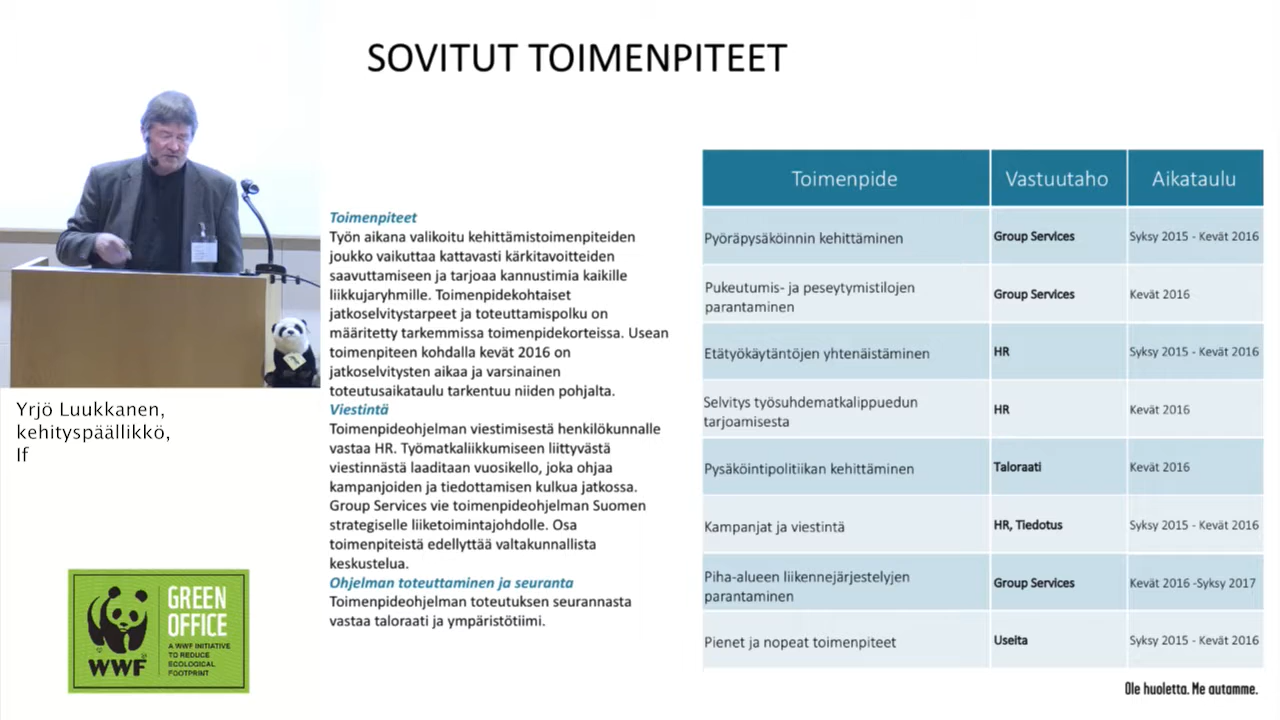 SOVITUT TOIMENPITEET
Toimenpiteet
Työn aikana valikoitu kehittämistoimenpiteiden
joukko vaikuttaa kattavasti kärkitavoitteiden
saavuttamiseen ja tarjoaa kannustimia kaikille
liikkujaryhmille. Toimenpidekohtaiset
jatkoselvitystarpeet ja toteuttamispolku on
määritetty tarkemmissa toimenpidekorteissa. Usean
toimenpiteen kohdalla kevät 2016 on
jatkoselvitysten aikaa ja varsinainen
toteutusaikataulu tarkentuu niiden pohjalta.
Viestintä
Toimenpideohjelman viestimisestä henkilökunnalle
vastaa HR. Työmatkaliikkumiseen liittyvästä
viestinnästä laaditaan vuosikello, joka ohjaa
kampanjoiden ja tiedottamisen kulkua jatkossa.
Group Services vie toimenpideohjelman Suomen
strategiselle liiketoimintajohdolle. Osa
toimenpiteistä edellyttää valtakunnallista
keskustelua.
Ohjelman toteuttaminen ja seuranta
Toimenpideohjelman toteutuksen seurannasta
vastaa taloraati ja ympäristötiimi.
Toimenpide Vastuutaho Aikataulu
Pyöräpysäköinnin kehittäminen Group Services Syksy 2015 - Kevät 2016
Pukeutumis- ja peseytymistilojen
parantaminen Group Services Kevät 2016
Etätyökäytäntöjen yhtenäistäminen HR Syksy 2015 - Kevät 2016
Selvitys työsuhdematkalippuedun
tarjoamisesta HR Kevät 2016
Pysäköintipolitiikan kehittäminen Taloraati Kevät 2016
Kampanjat ja viestintä HR, Tiedotus Syksy 2015 - Kevät 2016
Piha-alueen liikennejärjestelyjen
parantaminen Group Services Kevät 2016 -Syksy 2017
Pienet ja nopeat toimenpiteet Useita Syksy 2015 - Kevät 2016
Ole huoletta. Me autamme.
Yrjö Luukkanen,
kehityspäällikkö,
If
WWF
GREEN
OFFICE
A WWF INITIATIVE
TO REDUCE
ECOLOGICAL
FOOTPRINT